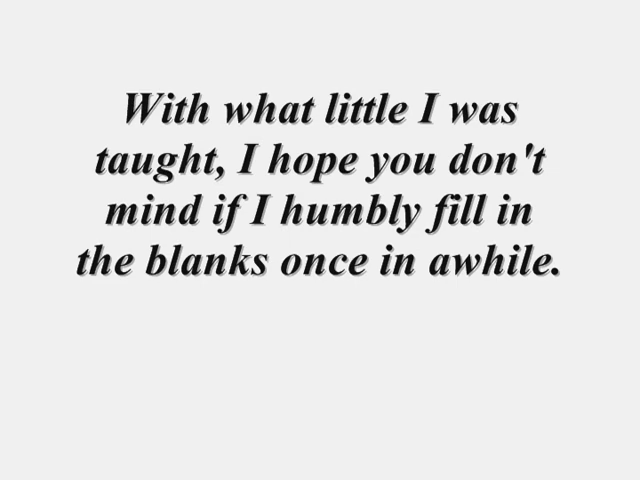 With what little I was
taught, I hope you don't
mind if I humbly fill in
the blanks once in awhile.